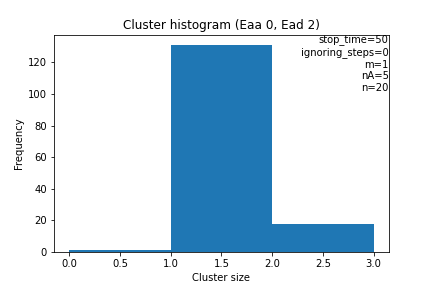 Cluster histogram (Eaa 0, Ead 2)
stop_time=50
ignoring_steps=0
m=1
nA=5
n=20
Frequency
120
100
80
60
40
20
0
0.0 0.5 1.0 1.5 2.0 2.5 3.0
Cluster size